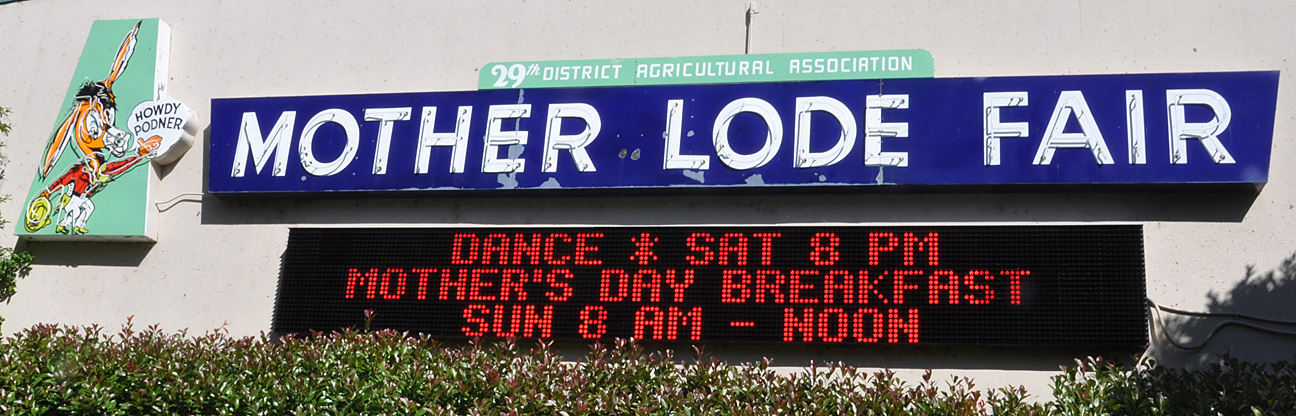 HOWDY
PODNER
29th DISTRICT AGRICULTURAL ASSOCIATION
MOTHER LODE FAIR
DANCE * SAT 8 PM
MOTHER'S DAY BREAKFAST
SUN 8 AM - NOON